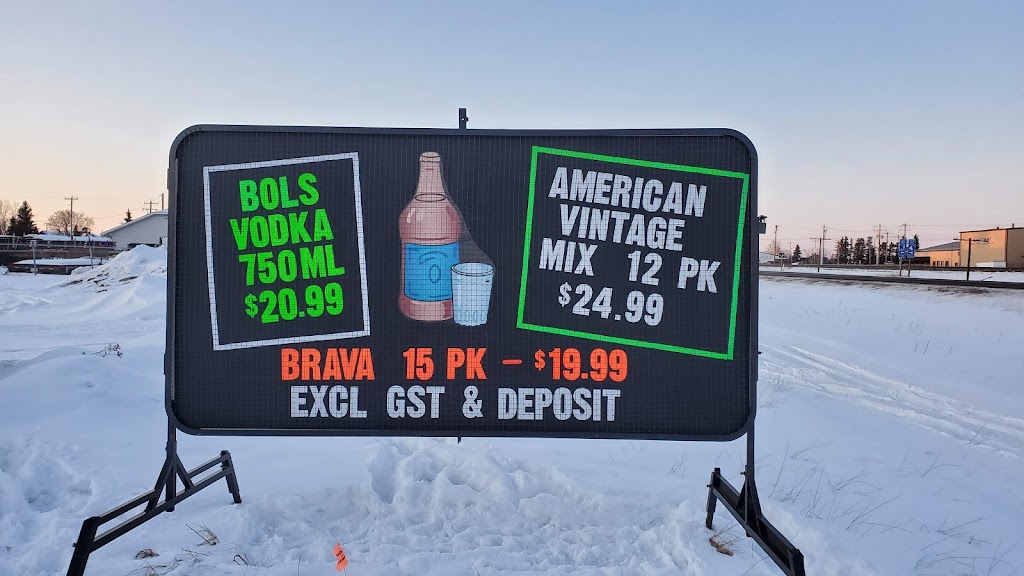 BOLS
VODKA
750ML
$20.99
AMERICAN
VINTAGE
MIX 12 PK
$24.99
BRAVA 15 PK - $19.99
EXCL GST & DEPOSIT